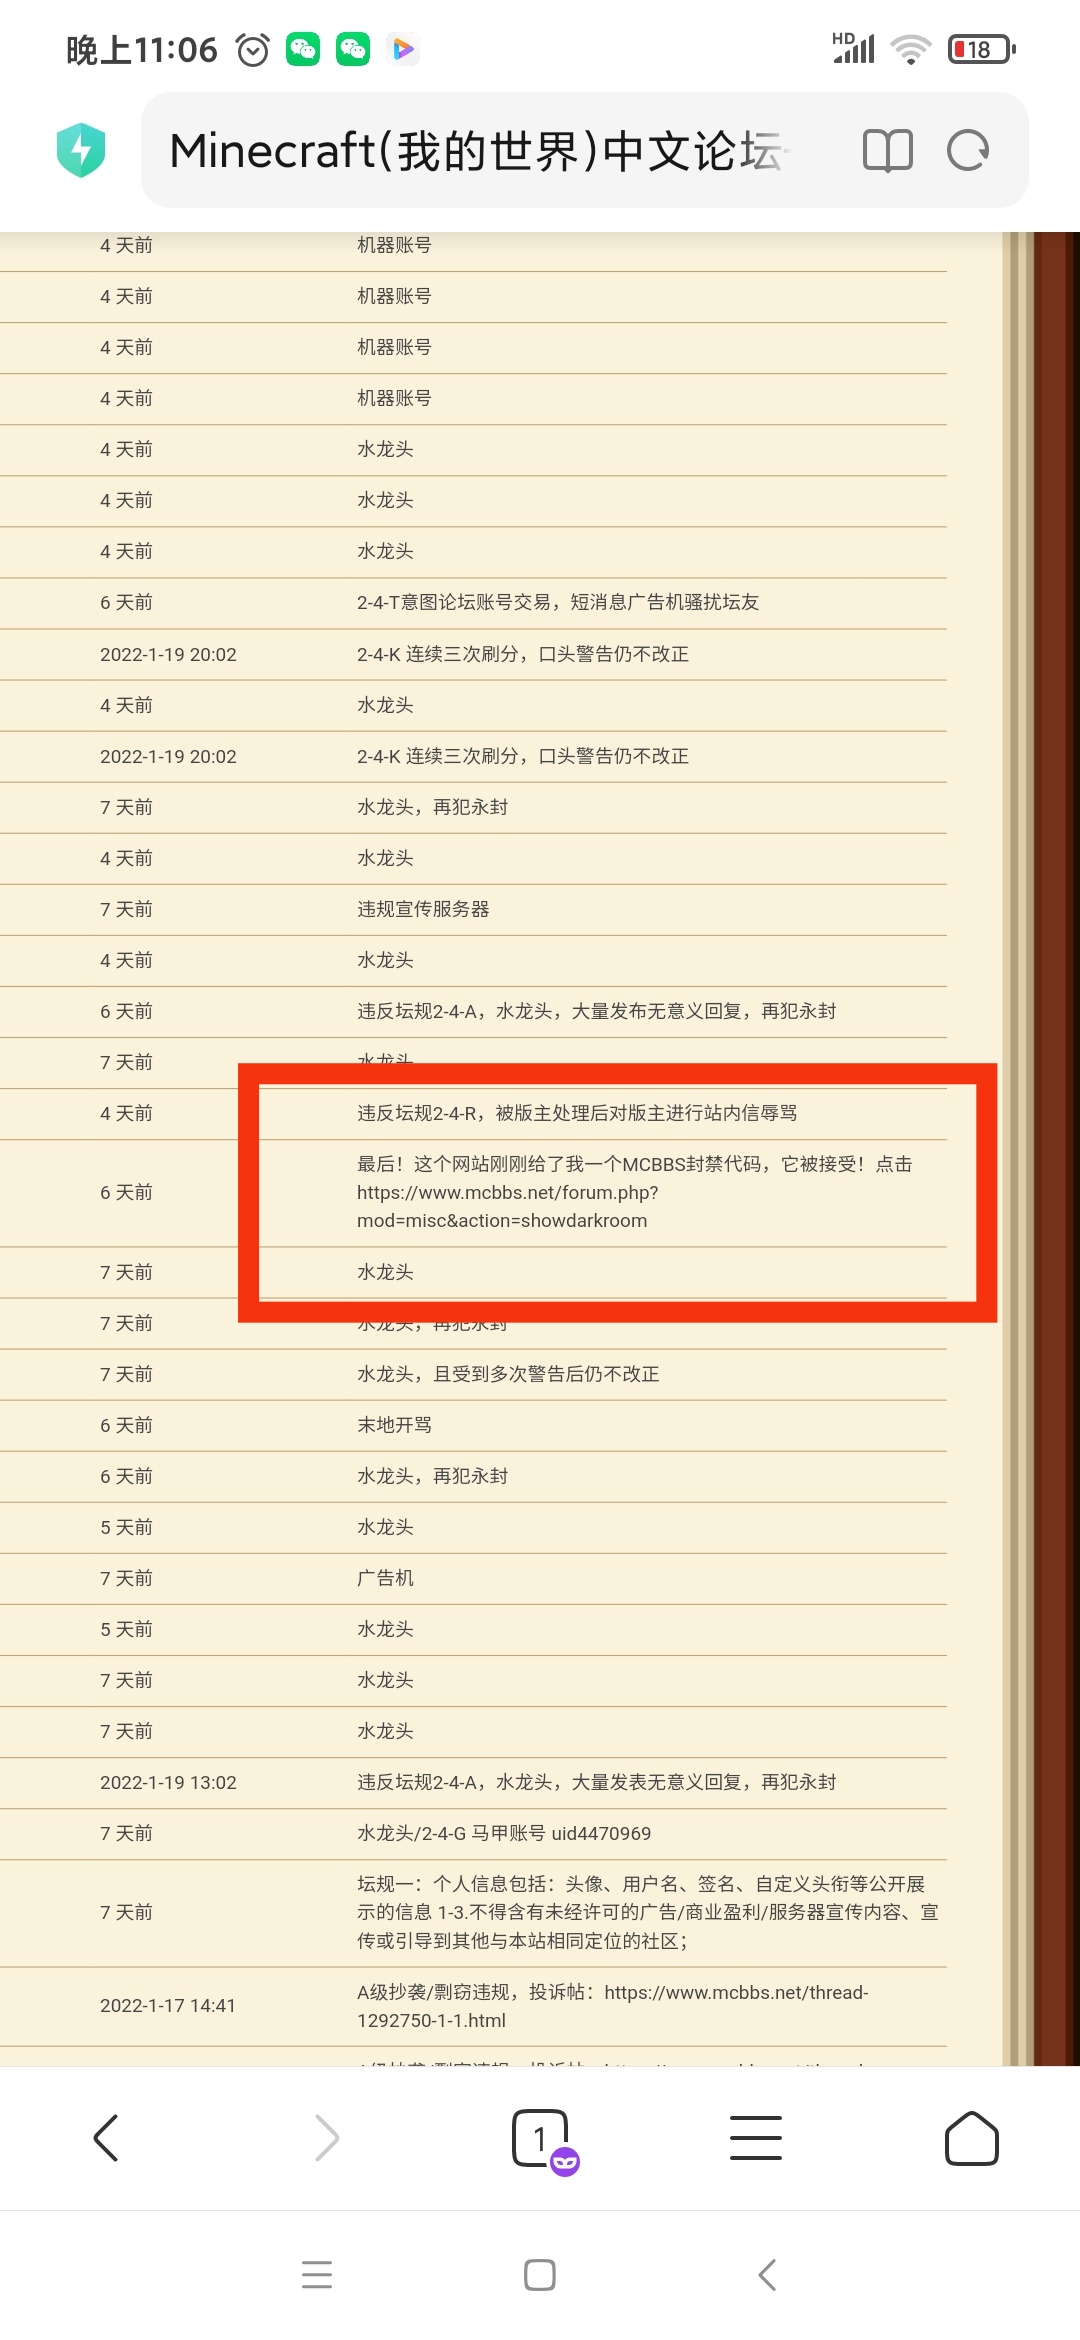 晚上11:06
HD
18
Minecraft(我的世界)中文论坛-
4 天前 机器账号
4 天前 机器账号
4 天前 机器账号
4 天前 机器账号
4 天前 水龙头
4 天前 水龙头
4 天前 水龙头
6 天前 2-4-T意图论坛账号交易，短消息广告机骚扰坛友
2022-1-19 20:02 2-4-K 连续三次刷分，口头警告仍不改正
4 天前 水龙头
2022-1-19 20:02 2-4-K 连续三次刷分，口头警告仍不改正
7 天前 水龙头，再犯永封
4 天前 水龙头
7 天前 违规宣传服务器
4 天前 水龙头
6 天前 违反坛规2-4-A，水龙头，大量发布无意义回复，再犯永封
7 天前 水龙头
4 天前 违反坛规2-4-R，被版主处理后对版主进行站内信辱骂
最后！这个网站刚刚给了我一个MCBBS封禁代码，它被接受！点击
6 天前 https://www.mcbbs.net/forum.php?
mod=misc&action=showdarkroom
7 天前 水龙头
7 天前 水龙头，再犯永封
7 天前 水龙头，且受到多次警告后仍不改正
6 天前 末地开骂
6 天前 水龙头，再犯永封
5 天前 水龙头
7 天前 广告机
5 天前 水龙头
7 天前 水龙头
7 天前 水龙头
2022-1-19 13:02 违反坛规2-4-A，水龙头，大量发表无意义回复，再犯永封
7 天前 水龙头/2-4-G 马甲账号 uid4470969
坛规一：个人信息包括：头像、用户名、签名、自定义头衔等公开展
7 天前 示的信息 1-3.不得含有未经许可的广告/商业盈利/服务器宣传内容、宣
传或引导到其他与本站相同定位的社区；
2022-1-17 14:41 A级抄袭/剽窃违规，投诉帖：https://www.mcbbs.net/thread-
1292750-1-1.html
1